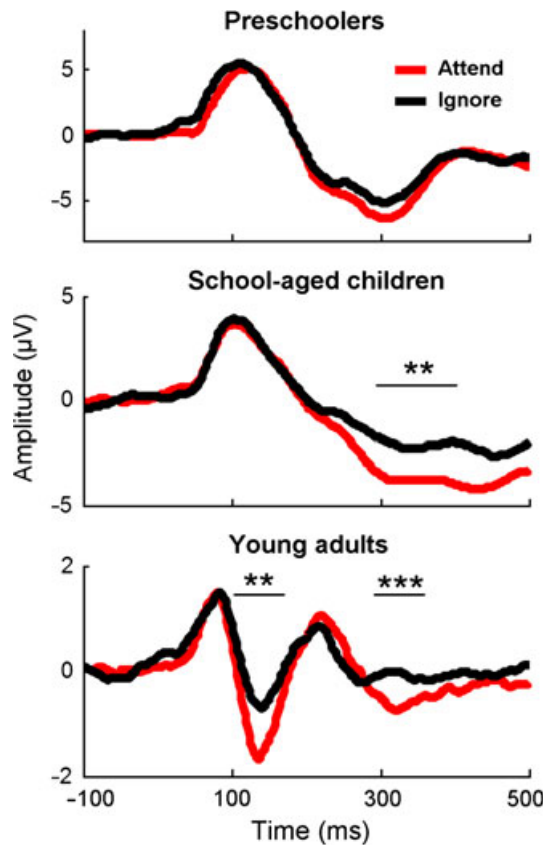 Preschoolers
Attend
Ignore
5
0
−5
School-aged children
**
5
0
−5
Amplitude (µV)
Young adults
** ***
2
0
−2
−100 100 300 500
Time (ms)